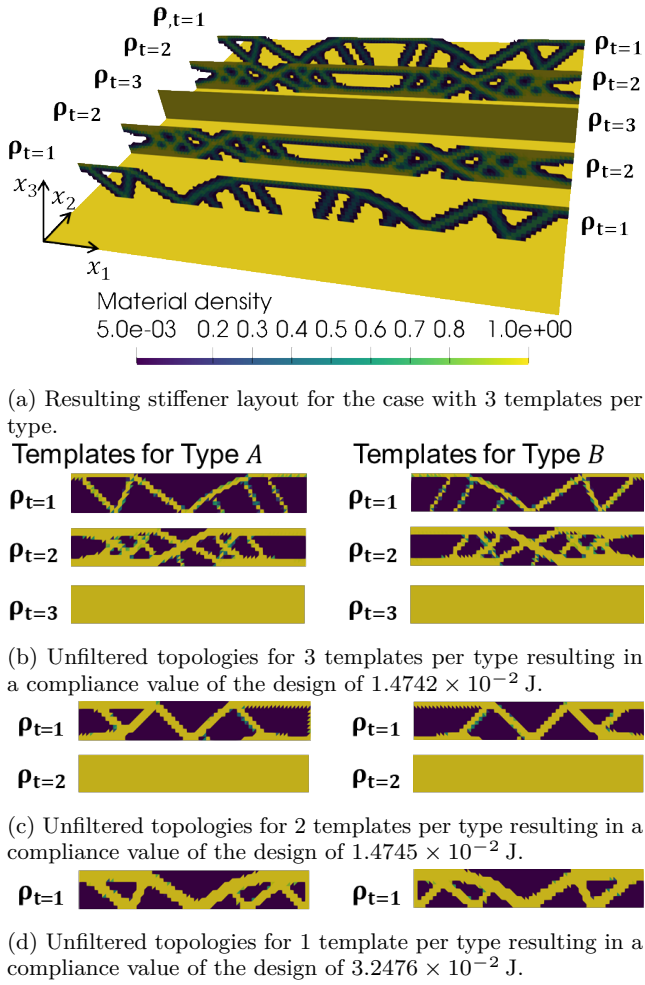 ρ,t=1
ρt=2
ρt=3
ρt=2
ρt=1
ρt=1
ρt=2
ρt=3
ρt=2
ρt=1
x3
x2
x1
Material density
5.0e-03 0.2 0.3 0.4 0.5 0.6 0.7 0.8 1.0e+00
(a) Resulting stiffener layout for the case with 3 templates per
type.
Templates for Type A Templates for Type B
ρt=1 ρt=1
ρt=2 ρt=2
ρt=3 ρt=3
(b) Unfiltered topologies for 3 templates per type resulting in
a compliance value of the design of 1.4742 × 10−2 J.
ρt=1 ρt=1
ρt=2 ρt=2
(c) Unfiltered topologies for 2 templates per type resulting in a
compliance value of the design of 1.4745 × 10−2 J.
ρt=1 ρt=1
(d) Unfiltered topologies for 1 template per type resulting in a
compliance value of the design of 3.2476 × 10−2 J.